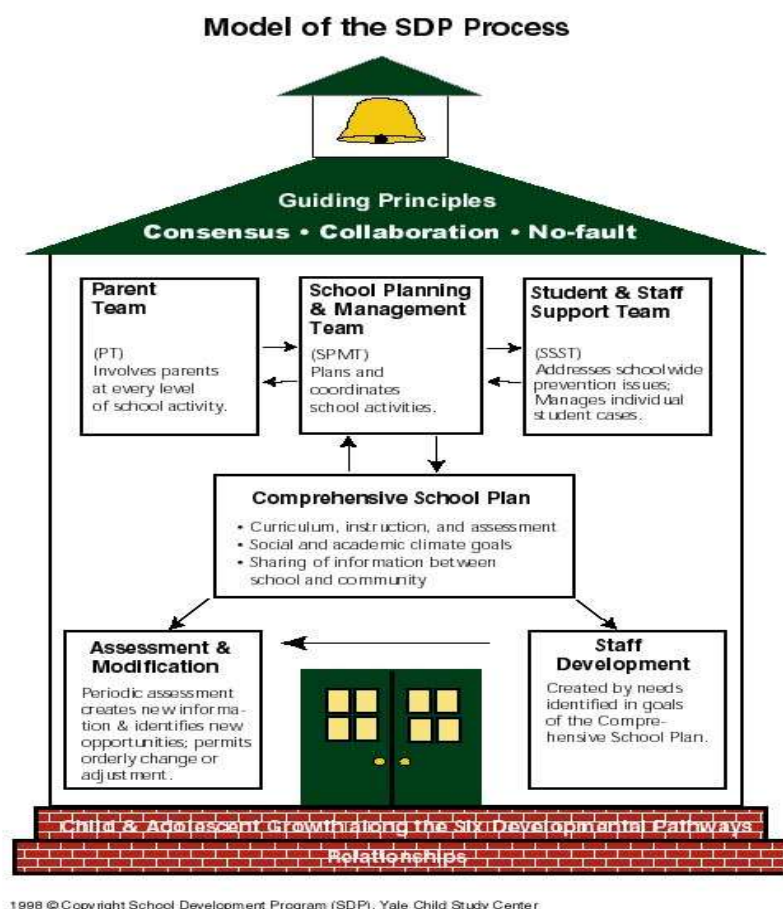 Model of the SDP Process
Guiding Principles
Consensus • Collaboration • No-fault
Parent
Team
(PT)
Involves parents
at every level
of school activity.
School Planning
& Management
Team
(SPMT)
Plans and
coordinates
school activities.
Student & Staff
Support Team
(SSST)
Addresses schoolwide
prevention issues;
Manages individual
student cases.
Comprehensive School Plan
• Curriculum, instruction, and assessment
• Social and academic climate goals
• Sharing of information between
school and community
Assessment &
Modification
Periodic assessment
creates new informa-
tion & identifies new
opportunities; permits
orderly change or
adjustment.
Staff
Development
Created by needs
identified in goals
of the Compre-
hensive School Plan.
Child & Adolescent Growth along the Six Developmental Pathways
Relationships
1998 © Copyright School Development Program (SDP), Yale Child Study Center